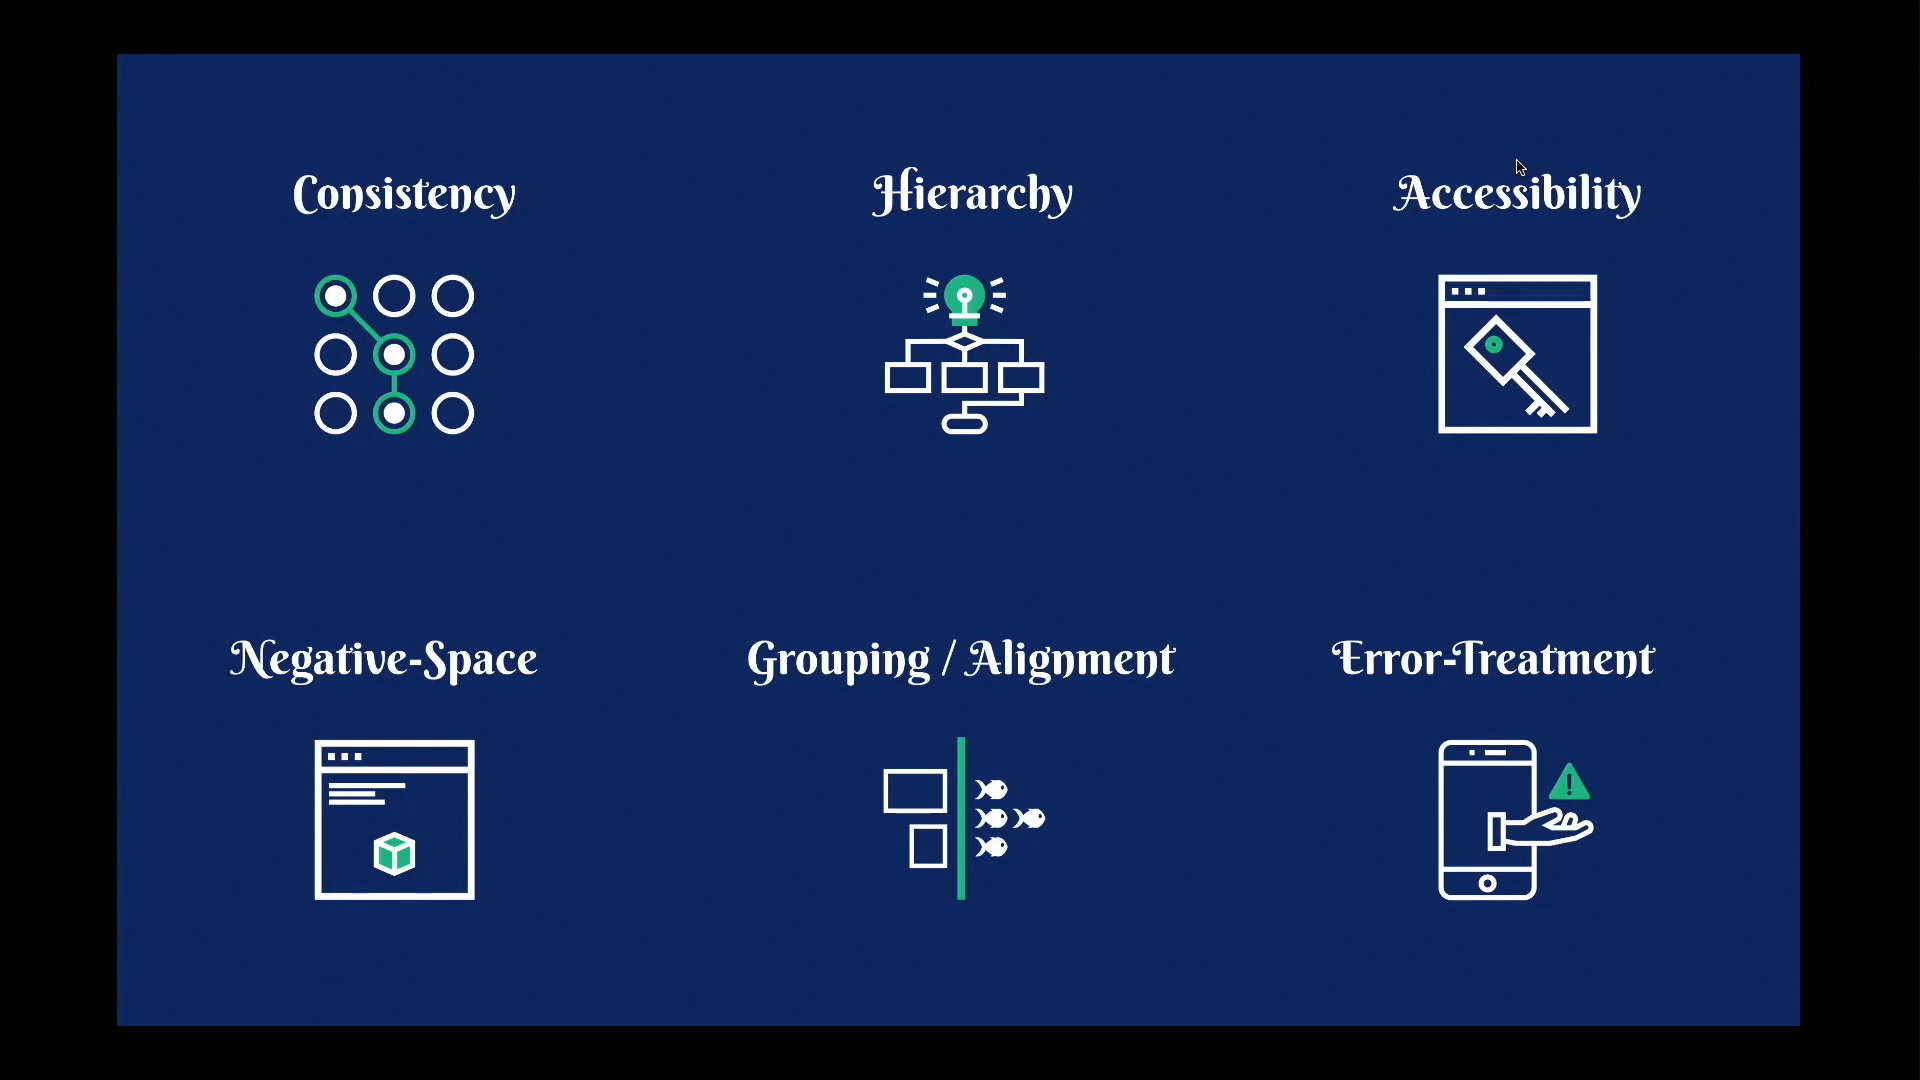 Consistency
Hierarchy
Accessibility
Negative-Space
Grouping / Alignment
Error-Treatment